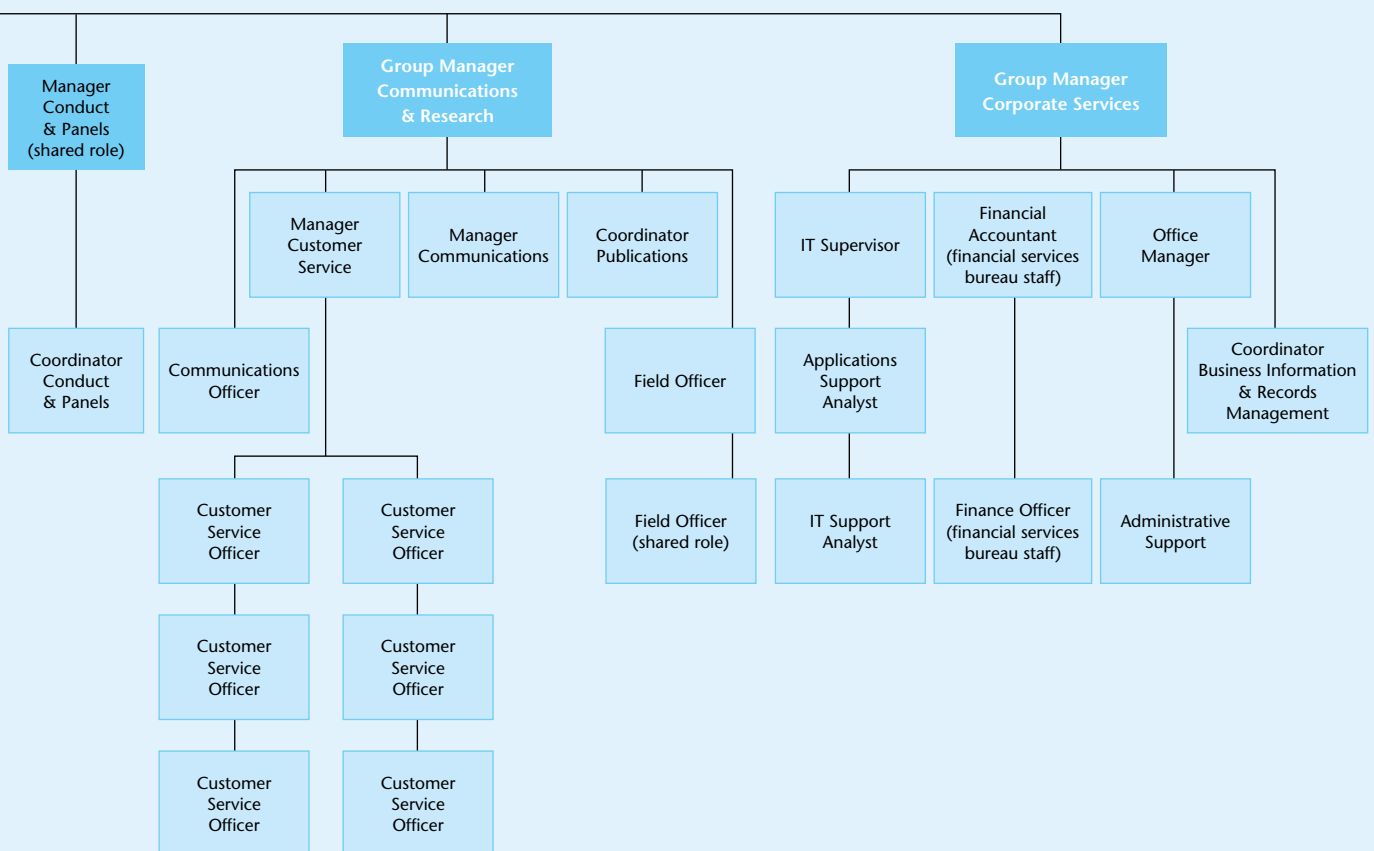 Manager
Conduct
& Panels
(shared role)
Group Manager
Communications
& Research
Group Manager
Corporate Services
Manager
Customer
Service
Manager
Communications
Coordinator
Publications
IT Supervisor
Financial
Accountant
(financial services
bureau staff)
Office
Manager
Coordinator
Conduct
& Panels
Communications
Officer
Field Officer
Applications
Support
Analyst
Coordinator
Business Information
& Records
Management
Customer
Service
Officer
Customer
Service
Officer
Field Officer
(shared role)
IT Support
Analyst
Finance Officer
(financial services
bureau staff)
Administrative
Support
Customer
Service
Officer
Customer
Service
Officer
Customer
Service
Officer
Customer
Service
Officer